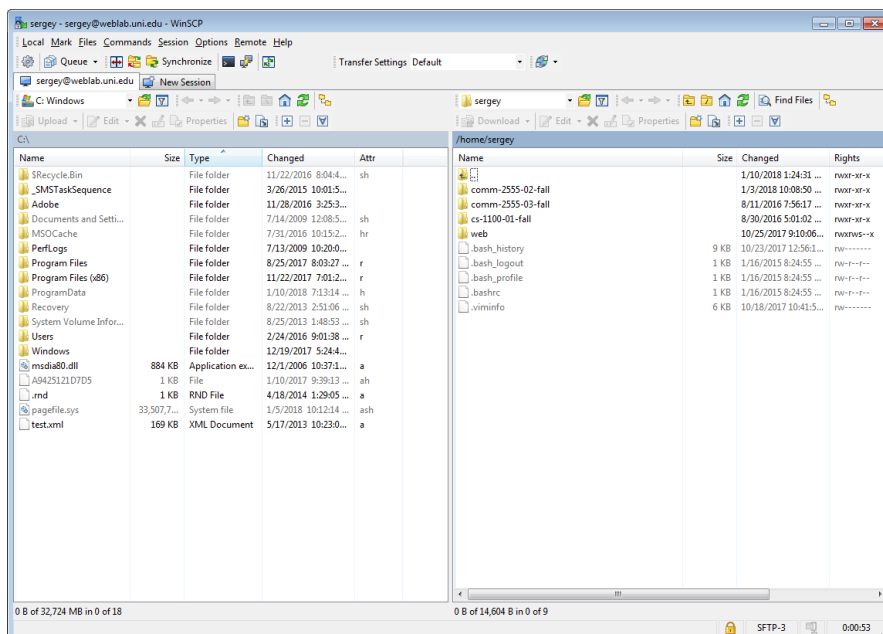 sergey - sergey@weblab.uni.edu - WinSCP
Local Mark Files Commands Session Options Remote Help
Queue Synchronize Transfer Settings Default
sergey@weblab.uni.edu New Session
C: Windows sergey Find Files
Upload Edit Properties Download Edit Properties
C:\ /home/sergey
Name Size Type Changed Attr Name Size Changed Rights
$Recycle.Bin File folder 11/22/2016 8:04:4... sh .. 1/10/2018 1:24:31 ... rwxr-xr-x
_SMSTaskSequence File folder 3/26/2015 10:01:5... comm-2555-02-fall 1/3/2018 10:08:50 ... rwxr-xr-x
Adobe File folder 11/28/2016 3:25:3... comm-2555-03-fall 8/11/2016 7:56:17 ... rwxr-xr-x
Documents and Setti... File folder 7/14/2009 12:08:5... sh cs-1100-01-fall 8/30/2016 5:01:02 ... rwxr-xr-x
MSOCache File folder 7/31/2016 10:15:2... hr web 10/25/2017 9:10:06... rwxrws--x
PerfLogs File folder 7/13/2009 10:20:0... .bash_history 9 KB 10/23/2017 12:56:1... rw-------
Program Files File folder 8/25/2017 8:03:27 ... r .bash_logout 1 KB 1/16/2015 8:24:55 ... rw-r--r--
Program Files (x86) File folder 11/22/2017 7:01:2... r .bash_profile 1 KB 1/16/2015 8:24:55 ... rw-r--r--
ProgramData File folder 1/10/2018 7:13:14 ... h .bashrc 1 KB 1/16/2015 8:24:55 ... rw-r--r--
Recovery File folder 8/22/2013 2:51:06 ... sh .viminfo 6 KB 10/18/2017 10:41:5... rw-------
System Volume Infor... File folder 8/25/2013 1:48:53 ... sh
Users File folder 2/24/2016 9:01:38 ... r
Windows File folder 12/19/2017 5:24:4...
msdia80.dll 884 KB Application ex... 12/1/2006 10:37:1... a
A9425121D7D5 1 KB File 1/10/2017 9:39:13 ... ah
.rnd 1 KB RND File 4/18/2014 1:29:05 ... a
pagefile.sys 33,507,7... System file 1/5/2018 10:12:14 ... ash
test.xml 169 KB XML Document 5/17/2013 10:23:0... a
0 B of 32,724 MB in 0 of 18 0 B of 14,604 B in 0 of 9
SFTP-3 0:00:53